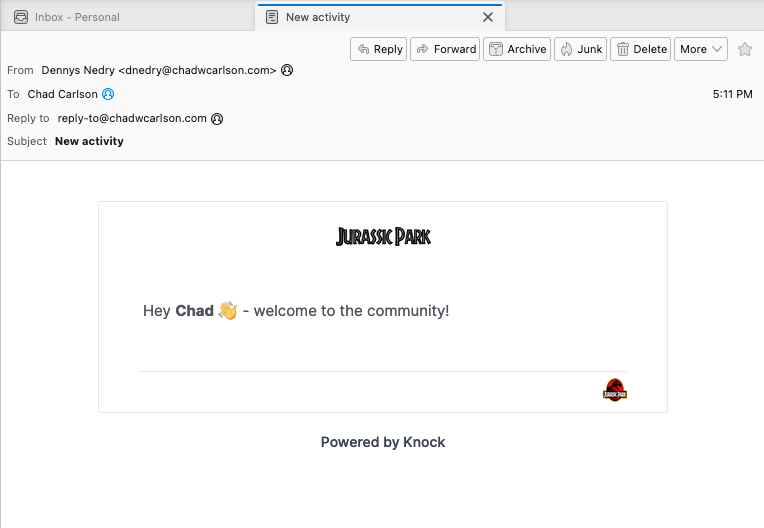 Inbox - Personal
New activity
Reply Forward Archive Junk Delete More
From Dennys Nedry <dnedry@chadwcarlson.com>
To Chad Carlson
5:11 PM
Reply to reply-to@chadwcarlson.com
Subject New activity
JURASSIC PARK
Hey Chad 👋 - welcome to the community!
JURASSIC PARK
Powered by Knock